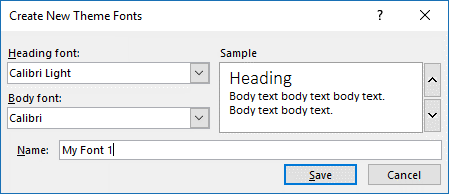 Create New Theme Fonts
?
Heading font:
Calibri Light
Body font:
Calibri
Sample
Heading
Body text body text body text.
Body text body text.
Name:
My Font 1
Save
Cancel